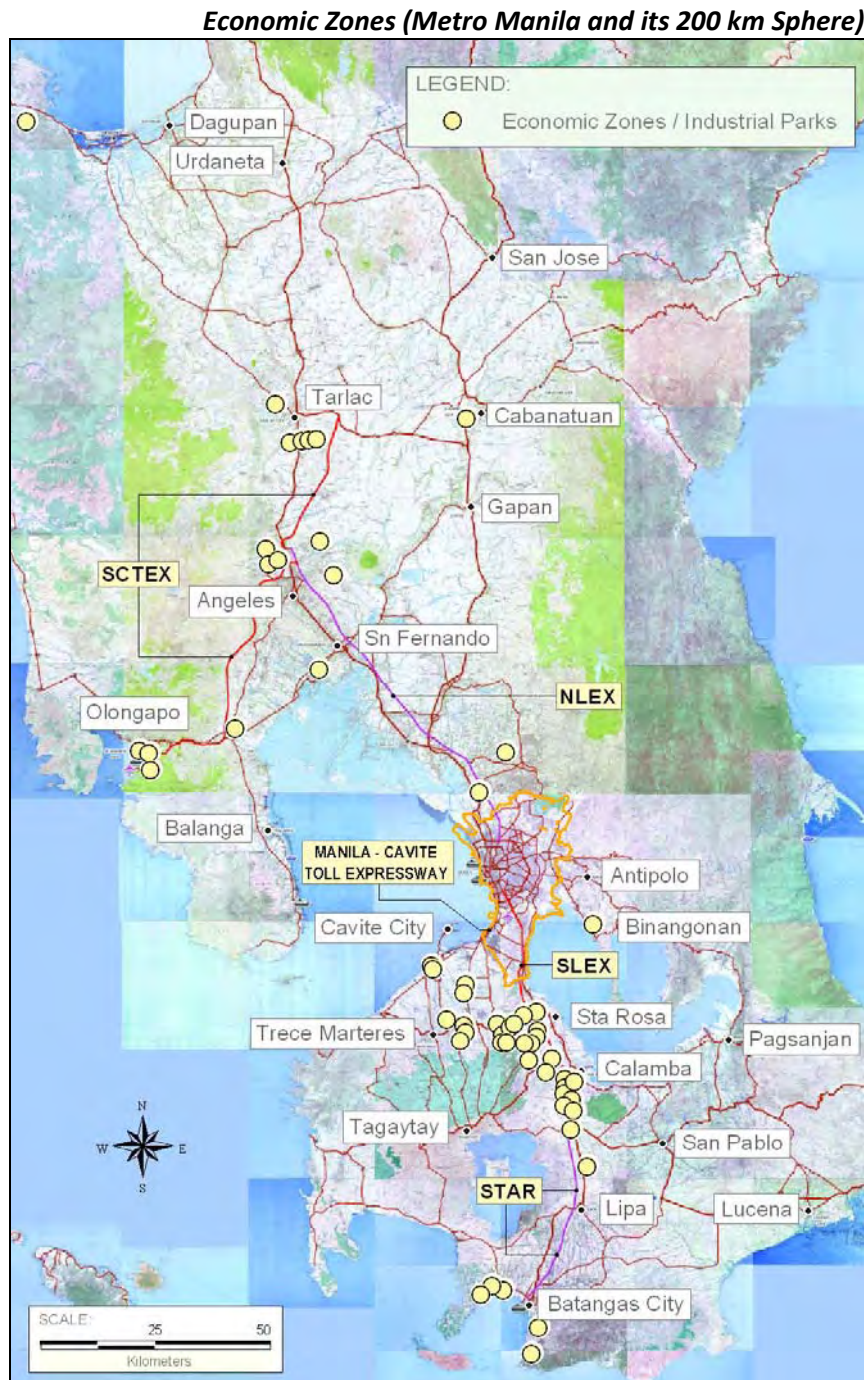 Economic Zones (Metro Manila and its 200 km Sphere)
LEGEND:
Economic Zones / Industrial Parks
Dagupan
Urdaneta
San Jose
Tarlac
Cabanatuan
Gapan
SCTEX
Angeles
Sn Fernando
NLEX
Olongapo
Balanga
MANILA - CAVITE
TOLL EXPRESSWAY
Antipolo
Cavite City
Binangonan
SLEX
Sta Rosa
Trece Marteres
Pagsanjan
Calamba
N
W
E
S
Tagaytay
San Pablo
STAR
Lipa
Lucena
Batangas City
SCALE:
25
50
Kilometers